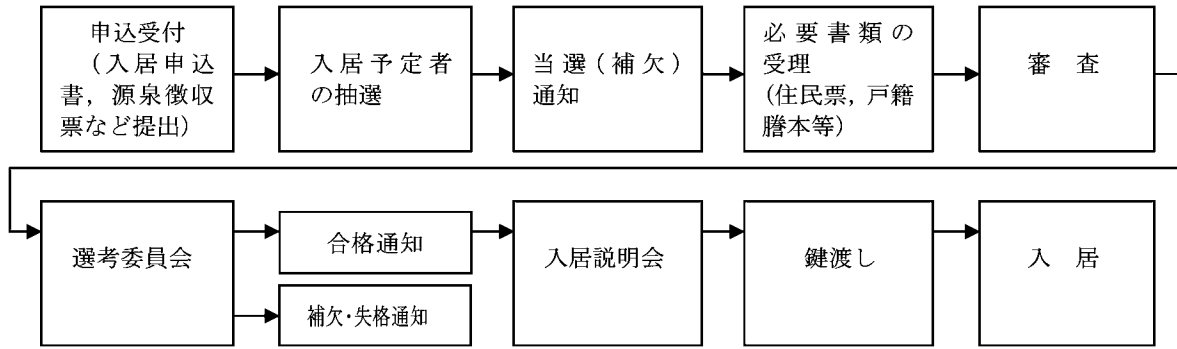 申込受付
（入居申込
書，源泉徴収
票など提出）
入居予定者
の抽選
当選（補欠）
通知
必要書類の
受理
（住民票，戸籍
謄本等）
審　査
選考委員会
合格通知
補欠・失格通知
入居説明会
鍵渡し
入　居